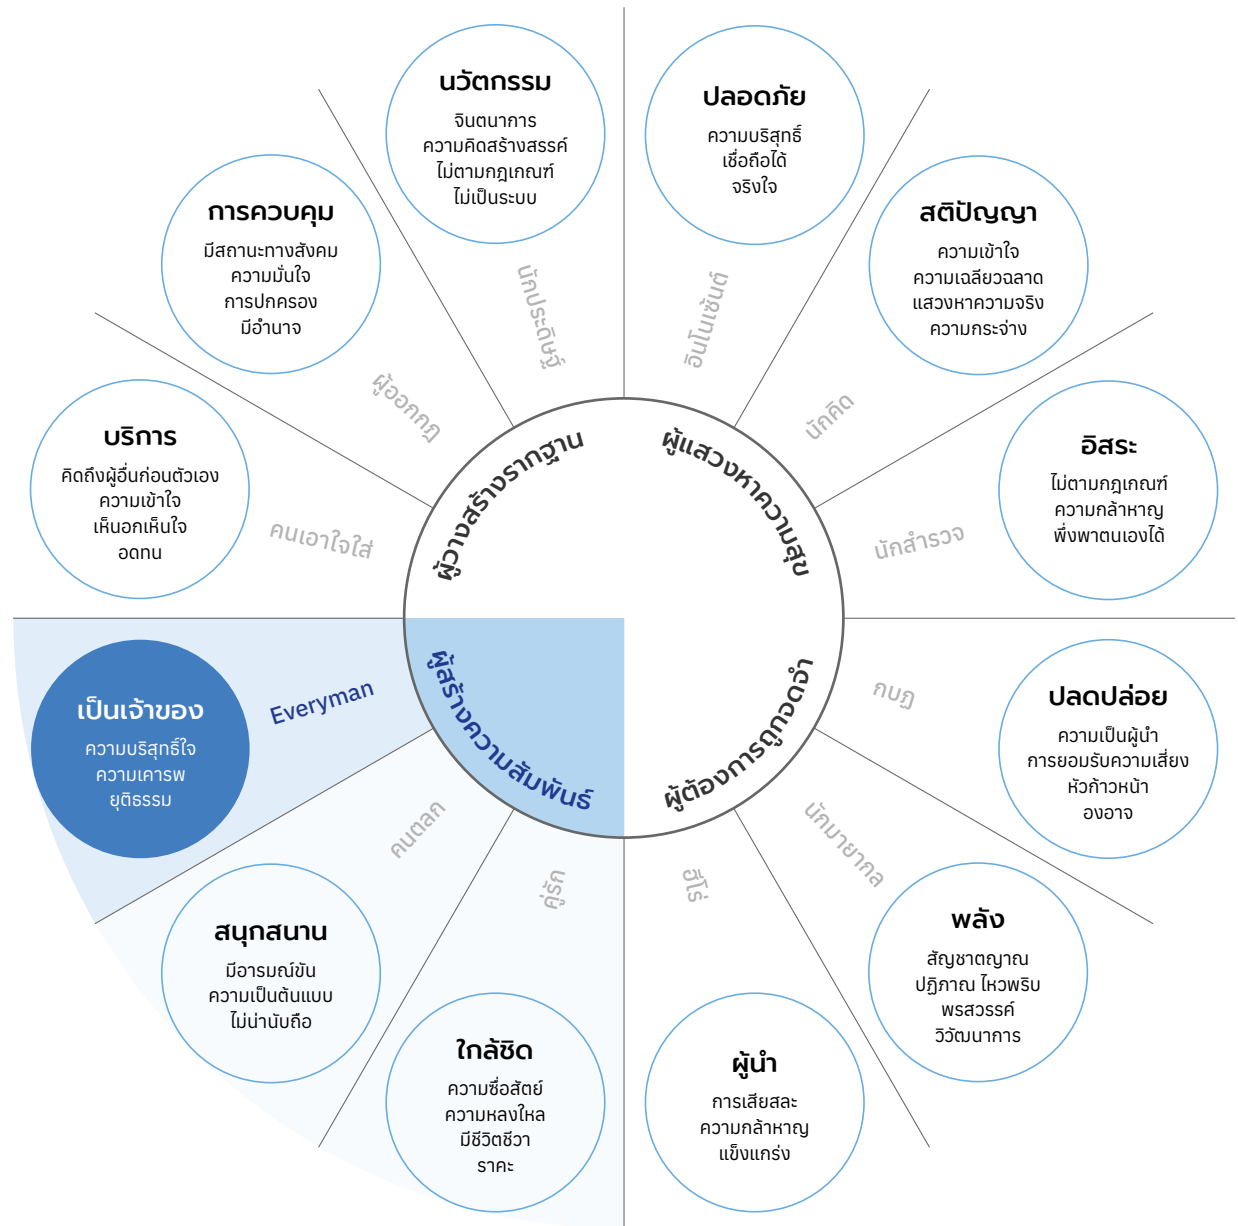 นวัตกรรม
จินตนาการ
ความคิดสร้างสรรค์
ไม่ตามกฎเกณฑ์
ไม่เป็นระบบ
นักประดิษฐ์
ปลอดภัย
ความบริสุทธิ์
เชื่อถือได้
จริงใจ
อินโนเซ้นต์
การควบคุม
มีสถานะทางสังคม
ความมั่นใจ
การปกครอง
มีอำนาจ
ผู้ออกกฎ
สติปัญญา
ความเข้าใจ
ความเฉลียวฉลาด
แสวงหาความจริง
ความกระจ่าง
นักคิด
บริการ
คิดถึงผู้อื่นก่อนตัวเอง
ความเข้าใจ
เห็นอกเห็นใจ
อดทน
คนเอาใจใส่
อิสระ
ไม่ตามกฎเกณฑ์
ความกล้าหาญ
พึ่งพาตนเองได้
นักสำรวจ
ผู้วางสร้างรากฐาน
ผู้แสวงหาความสุข
ผู้สร้างความสัมพันธ์
ผู้ต้องการถูกจดจำ
เป็นเจ้าของ
ความบริสุทธิ์ใจ
ความเคารพ
ยุติธรรม
Everyman
ปลดปล่อย
ความเป็นผู้นำ
การยอมรับความเสี่ยง
หัวก้าวหน้า
องอาจ
กบฎ
สนุกสนาน
มีอารมณ์ขัน
ความเป็นต้นแบบ
ไม่น่านับถือ
คนตลก
พลัง
สัญชาตญาณ
ปฏิภาณ ไหวพริบ
พรสวรรค์
วิวัฒนาการ
นักมายากล
ใกล้ชิด
ความซื่อสัตย์
ความหลงใหล
มีชีวิตชีวา
ราคะ
คู่รัก
ผู้นำ
การเสียสละ
ความกล้าหาญ
แข็งแกร่ง
ฮีโร่